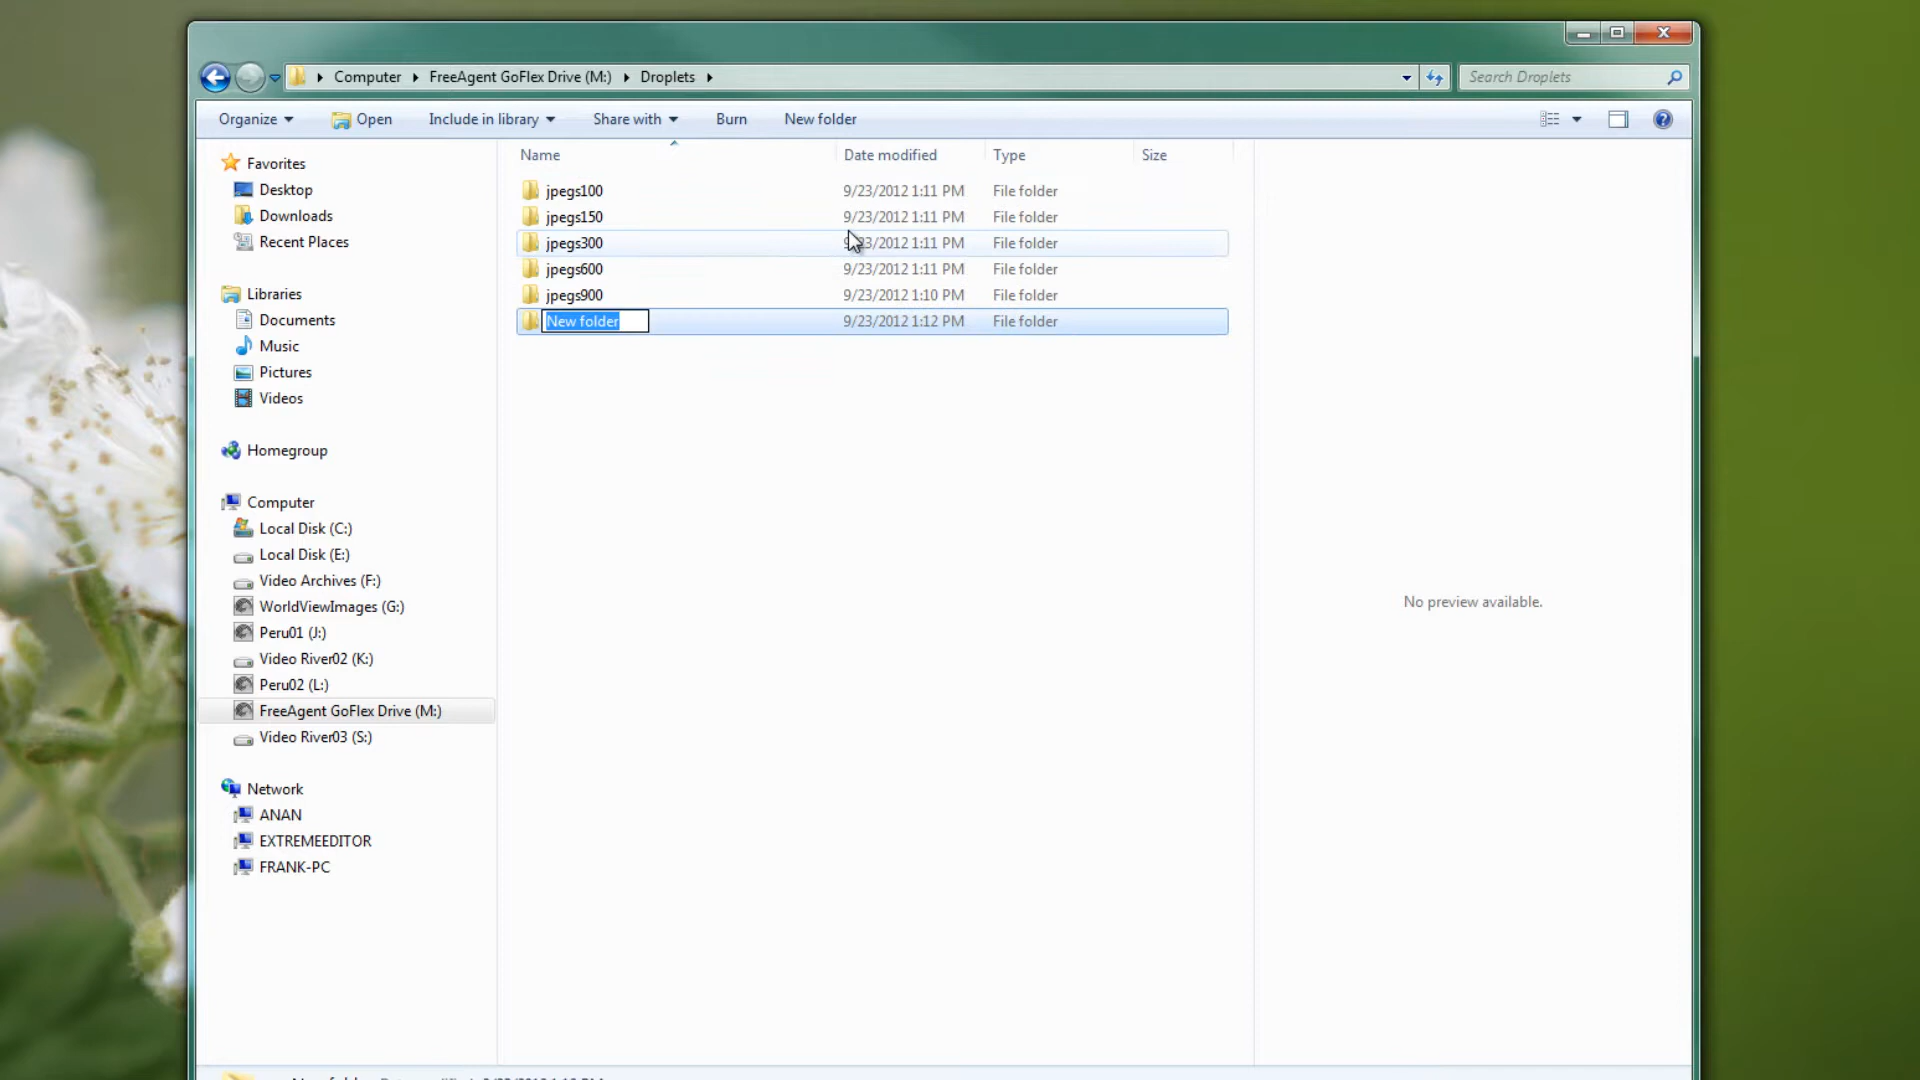 Computer FreeAgent GoFlex Drive (M:) Droplets
Search Droplets
Organize Open Include in library Share with Burn New folder
Name Date modified Type Size
Favorites
Desktop
Downloads
Recent Places
Libraries
Documents
Music
Pictures
Videos
Homegroup
Computer
Local Disk (C:)
Local Disk (E:)
Video Archives (F:)
WorldViewImages (G:)
Peru01 (J:)
Video River02 (K:)
Peru02 (L:)
FreeAgent GoFlex Drive (M:)
Video River03 (S:)
Network
ANAN
EXTREMEEDITOR
FRANK-PC
jpegs100 9/23/2012 1:11 PM File folder
jpegs150 9/23/2012 1:11 PM File folder
jpegs300 9/23/2012 1:11 PM File folder
jpegs600 9/23/2012 1:11 PM File folder
jpegs900 9/23/2012 1:10 PM File folder
New folder 9/23/2012 1:12 PM File folder
No preview available.